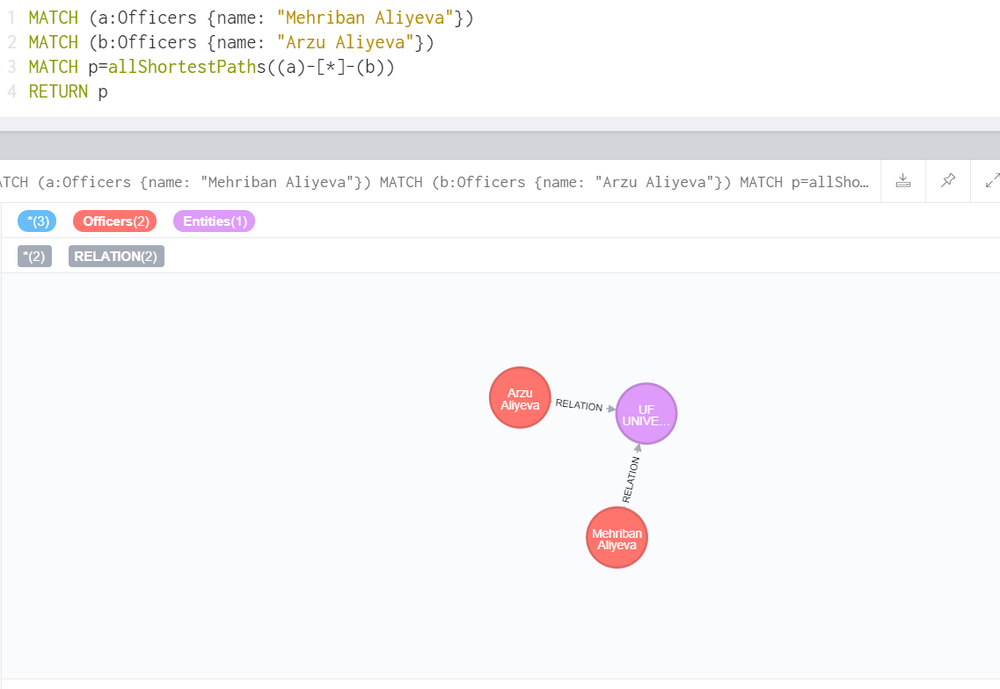 1 MATCH (a:Officers {name: "Mehriban Aliyeva"})
2 MATCH (b:Officers {name: "Arzu Aliyeva"})
3 MATCH p=allShortestPaths((a)-[*]-(b))
4 RETURN p
ATCH (a:Officers {name: "Mehriban Aliyeva"}) MATCH (b:Officers {name: "Arzu Aliyeva"}) MATCH p=allSho…
*(3) Officers(2) Entities(1)
*(2) RELATION(2)
Arzu
Aliyeva
RELATION
UF
UNIVE…
RELATION
Mehriban
Aliyeva